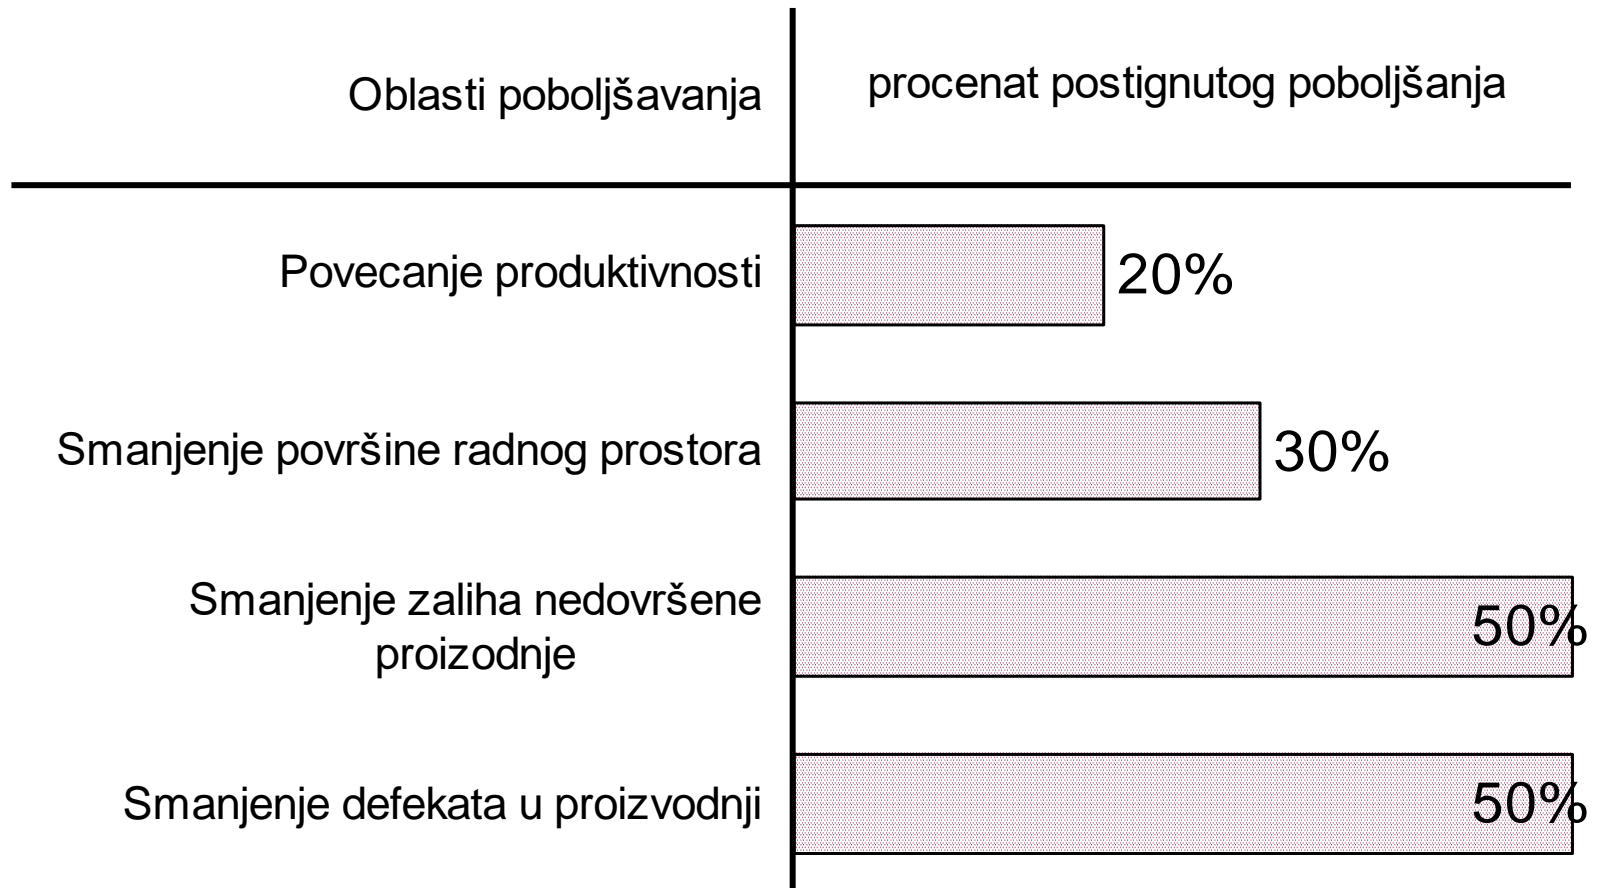 Oblasti poboljšavanja
procenat postignutog poboljšanja
Povecanje produktivnosti
20%
Smanjenje površine radnog prostora
30%
Smanjenje zaliha nedovršene
proizodnje
50%
Smanjenje defekata u proizvodnji
50%